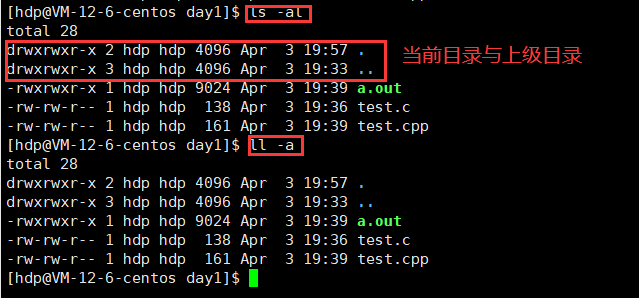 [hdp@VM-12-6-centos day1]$ ls -al
total 28
drwxrwxr-x 2 hdp hdp 4096 Apr  3 19:57 .
drwxrwxr-x 3 hdp hdp 4096 Apr  3 19:33 ..
当前目录与上级目录
-rwxrwxr-x 1 hdp hdp 9024 Apr  3 19:39 a.out
-rw-rw-r-- 1 hdp hdp  138 Apr  3 19:36 test.c
-rw-rw-r-- 1 hdp hdp  161 Apr  3 19:39 test.cpp
[hdp@VM-12-6-centos day1]$ ll -a
total 28
drwxrwxr-x 2 hdp hdp 4096 Apr  3 19:57 .
drwxrwxr-x 3 hdp hdp 4096 Apr  3 19:33 ..
-rwxrwxr-x 1 hdp hdp 9024 Apr  3 19:39 a.out
-rw-rw-r-- 1 hdp hdp  138 Apr  3 19:36 test.c
-rw-rw-r-- 1 hdp hdp  161 Apr  3 19:39 test.cpp
[hdp@VM-12-6-centos day1]$